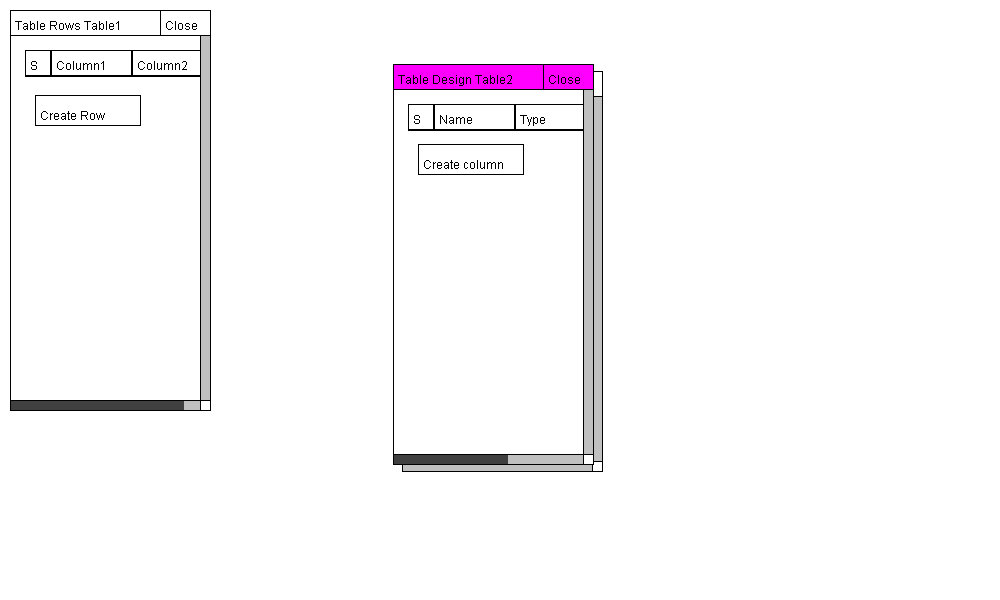 Table Rows Table1 Close
S Column1 Column2
Create Row
Table Design Table2 Close
S Name Type
Create column